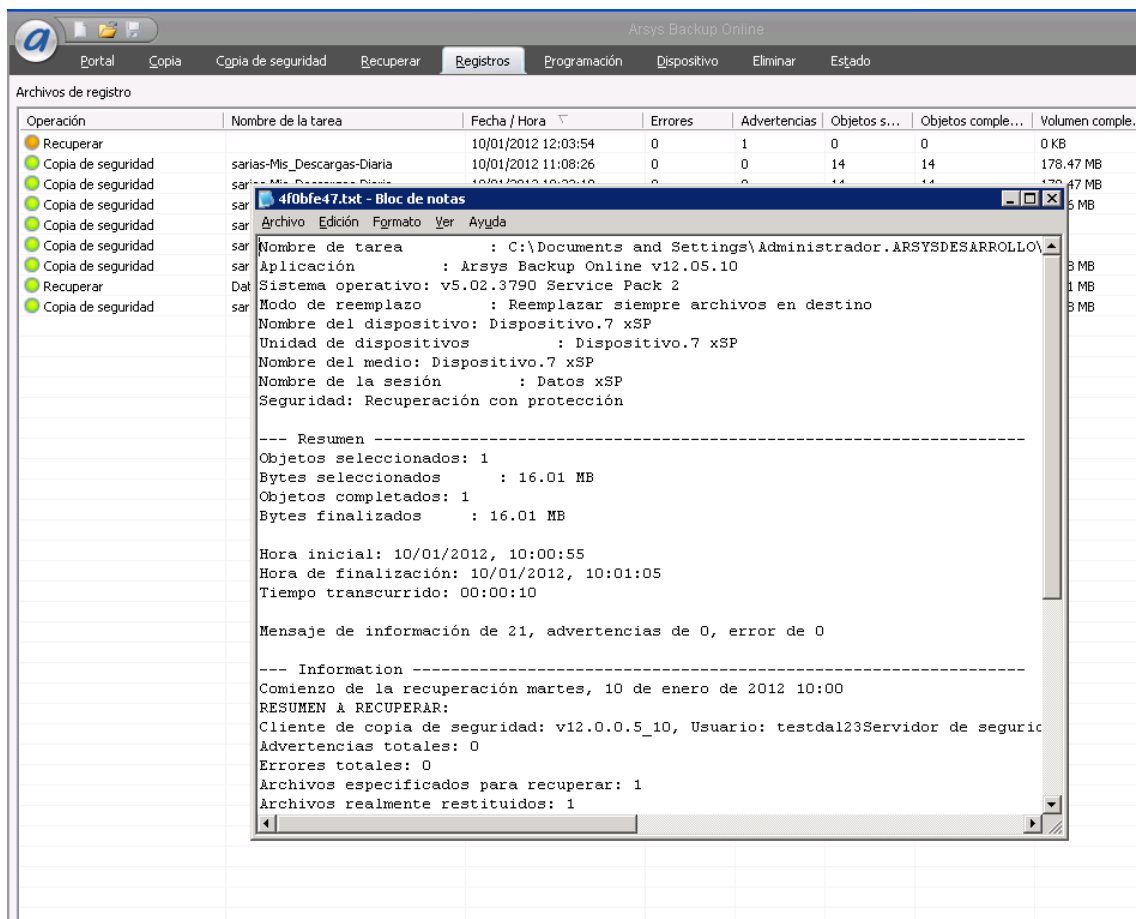 Arsys Backup Online
Portal Copia Copia de seguridad Recuperar Registros Programación Dispositivo Eliminar Estado
Archivos de registro
Operación Nombre de la tarea Fecha / Hora Errores Advertencias Objetos s... Objetos comple... Volumen comple.
Recuperar 10/01/2012 12:03:54 0 1 0 0 0 KB
Copia de seguridad sarias-Mis_Descargas-Diaria 10/01/2012 11:08:26 0 0 14 14 178.47 MB
Copia de seguridad
Copia de seguridad sar
Copia de seguridad sar
Copia de seguridad sar
Copia de seguridad sar
Recuperar Dat
Copia de seguridad sar
4f0bfe47.txt - Bloc de notas
Archivo Edición Formato Ver Ayuda
Nombre de tarea : C:\Documents and Settings\Administrador.ARSYSDESARROLLO\
Aplicación : Arsys Backup Online v12.05.10
Sistema operativo: v5.02.3790 Service Pack 2
Modo de reemplazo : Reemplazar siempre archivos en destino
Nombre del dispositivo: Dispositivo.7 xSP
Unidad de dispositivos : Dispositivo.7 xSP
Nombre del medio: Dispositivo.7 xSP
Nombre de la sesión : Datos xSP
Seguridad: Recuperación con protección
--- Resumen ---
Objetos seleccionados: 1
Bytes seleccionados : 16.01 MB
Objetos completados: 1
Bytes finalizados : 16.01 MB
Hora inicial: 10/01/2012, 10:00:55
Hora de finalización: 10/01/2012, 10:01:05
Tiempo transcurrido: 00:00:10
Mensaje de información de 21, advertencias de 0, error de 0
--- Information ---
Comienzo de la recuperación martes, 10 de enero de 2012 10:00
RESUMEN A RECUPERAR:
Cliente de copia de seguridad: v12.0.0.5_10, Usuario: testdal23Servidor de seguric
Advertencias totales: 0
Errores totales: 0
Archivos especificados para recuperar: 1
Archivos realmente restituidos: 1